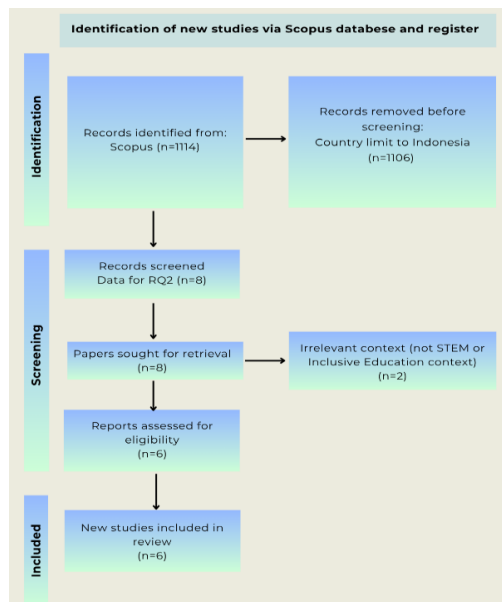 Identification of new studies via Scopus databese and register
Identification
Records identified from:
Scopus (n=1114)
Records removed before
screening:
Country limit to Indonesia
(n=1106)
Screening
Records screened
Data for RQ2 (n=8)
Papers sought for retrieval
(n=8)
Irrelevant context (not STEM or
Inclusive Education context)
(n=2)
Reports assessed for
eligibility
(n=6)
Included
New studies included in
review
(n=6)